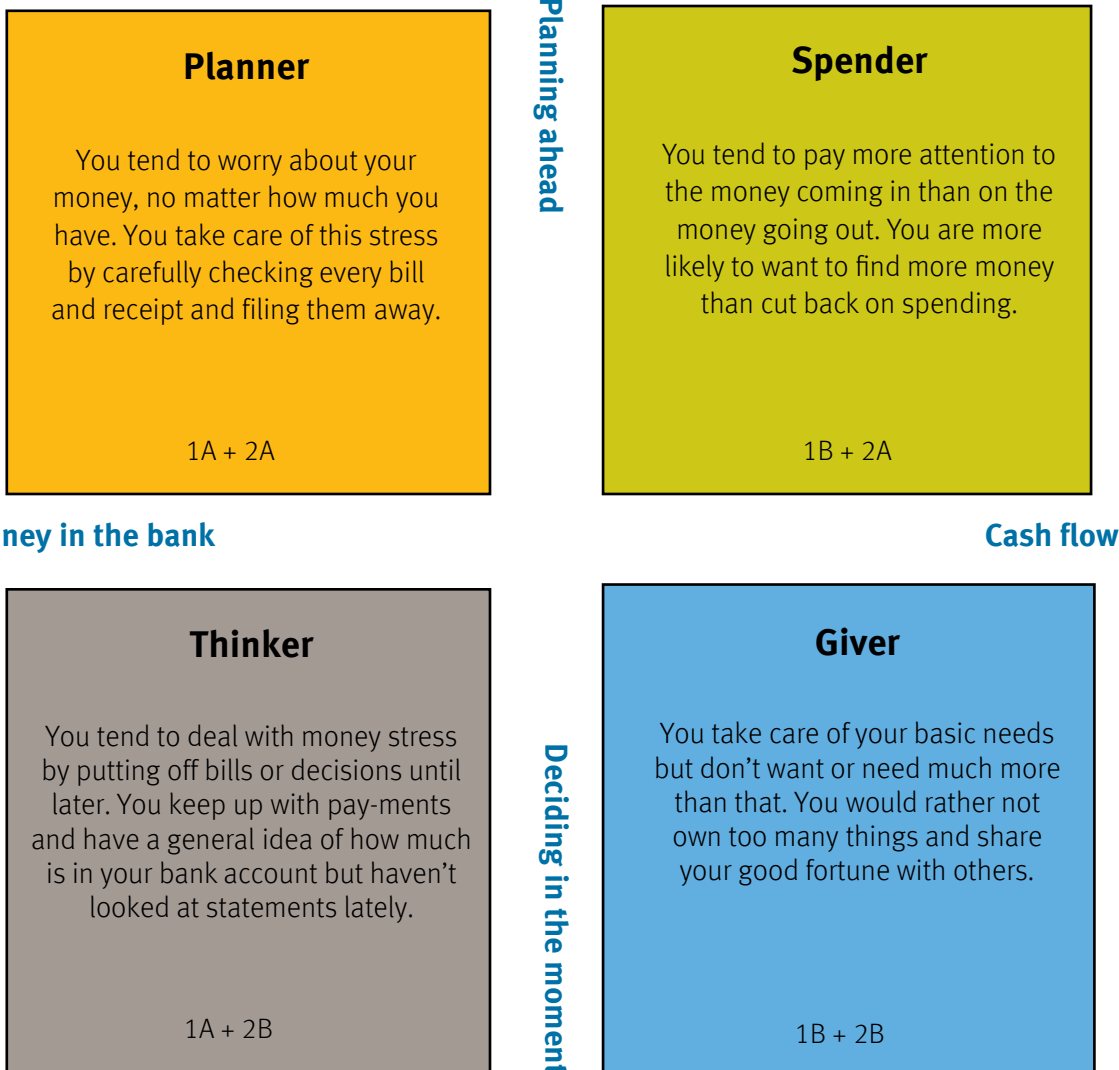 Planning ahead
Planner
You tend to worry about your
money, no matter how much you
have. You take care of this stress
by carefully checking every bill
and receipt and filing them away.
1A + 2A
Spender
You tend to pay more attention to
the money coming in than on the
money going out. You are more
likely to want to find more money
than cut back on spending.
1B + 2A
ney in the bank
Cash flow
Thinker
You tend to deal with money stress
by putting off bills or decisions until
later. You keep up with pay-ments
and have a general idea of how much
is in your bank account but haven’t
looked at statements lately.
1A + 2B
Deciding in the moment
Giver
You take care of your basic needs
but don’t want or need much more
than that. You would rather not
own too many things and share
your good fortune with others.
1B + 2B